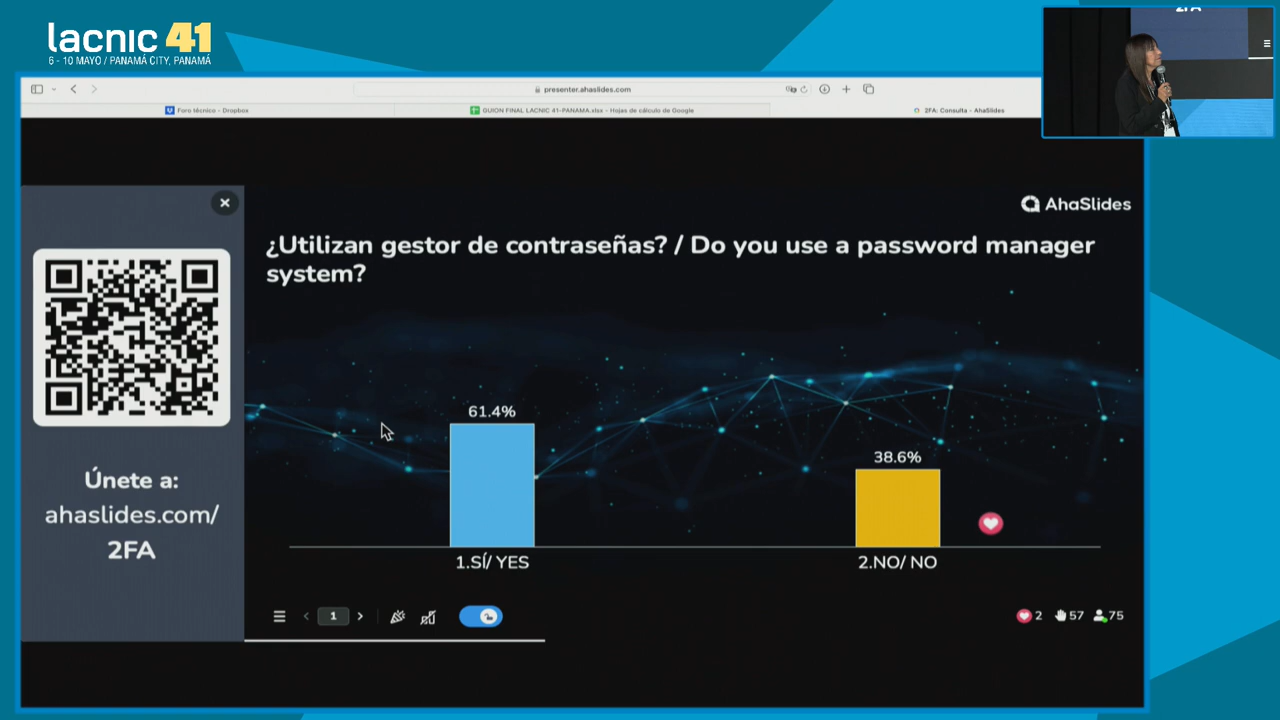 lacnic 41
6 - 10 MAYO / PANAMÁ CITY, PANAMÁ
2FA
presenter.ahaslides.com
Foro técnico - Dropbox
GUION FINAL LACNIC 41-PANAMA.xlsx - Hojas de cálculo de Google
2FA: Consulta - AhaSlides
AhaSlides
¿Utilizan gestor de contraseñas? / Do you use a password manager
system?
61.4%
38.6%
1.SÍ/ YES
2.NO/ NO
Únete a:
ahaslides.com/
2FA
1
2
57
75